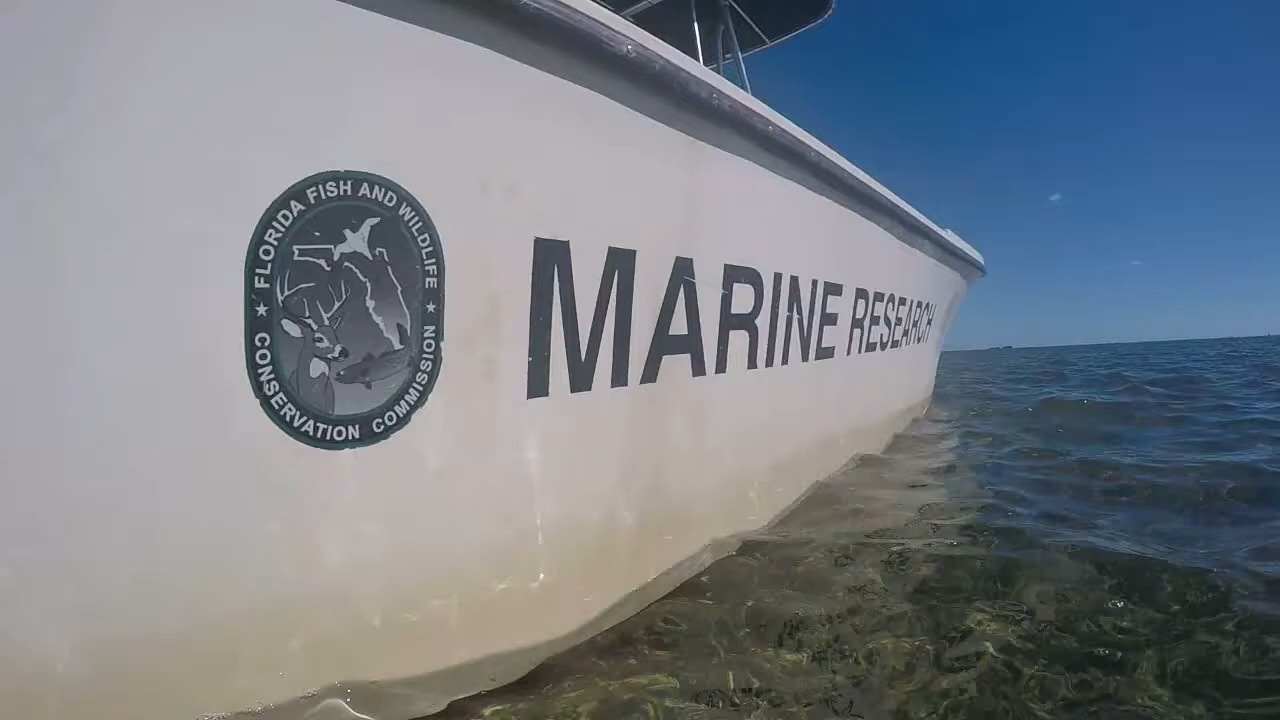 FLORIDA FISH AND WILDLIFE
CONSERVATION COMMISSION
MARINE RESEARCH